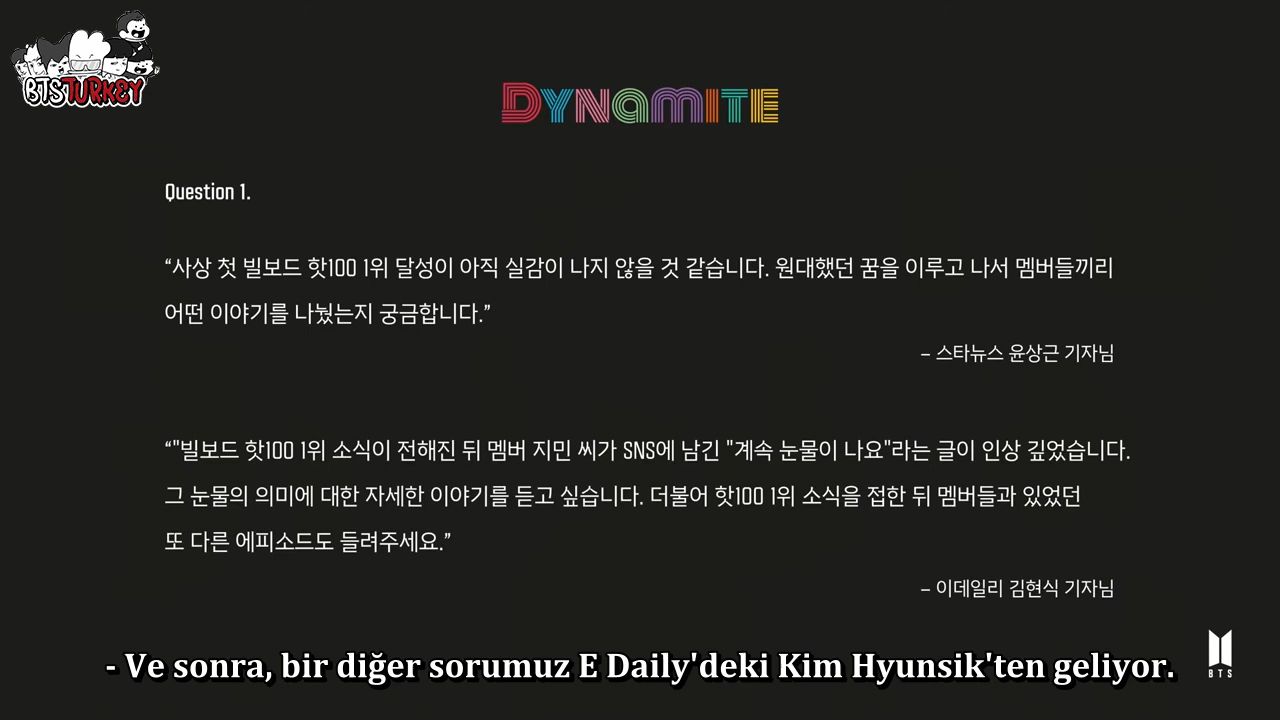 BTSTURKEY
DYNAMITE
Question 1.
“사상 첫 빌보드 핫100 1위 달성이 아직 실감이 나지 않을 것 같습니다. 원대했던 꿈을 이루고 나서 멤버들끼리
어떤 이야기를 나눴는지 궁금합니다.”
– 스타뉴스 윤상근 기자님
“"빌보드 핫100 1위 소식이 전해진 뒤 멤버 지민 씨가 SNS에 남긴 "계속 눈물이 나요"라는 글이 인상 깊었습니다.
그 눈물의 의미에 대한 자세한 이야기를 듣고 싶습니다. 더불어 핫100 1위 소식을 접한 뒤 멤버들과 있었던
또 다른 에피소드도 들려주세요.”
– 이데일리 김현식 기자님
BTS
- Ve sonra, bir diğer sorumuz E Daily'deki Kim Hyunsik'ten geliyor.